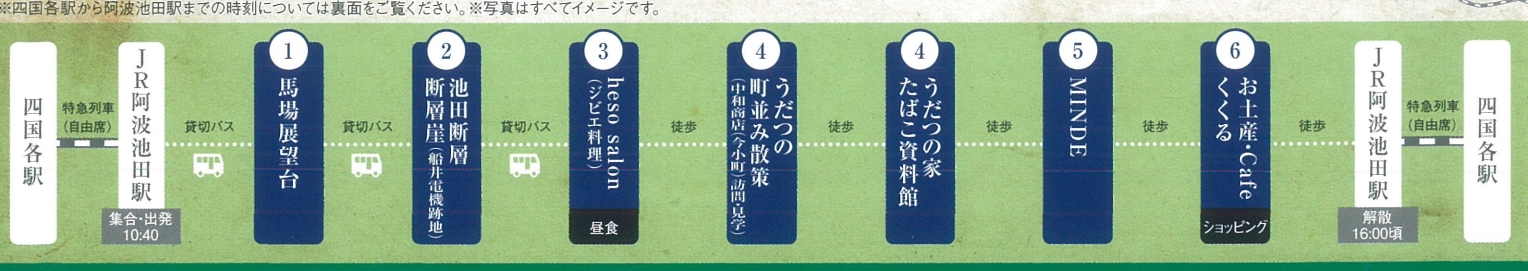 ※四国各駅から阿波池田駅までの時刻については裏面をご覧ください。※写真はすべてイメージです。
四国各駅
特急列車
(自由席)
JR阿波池田駅
集合・出発
10:40
貸切バス
1
馬場展望台
貸切バス
2
池田断層
断層崖(船井電機跡地)
貸切バス
3
heso salon
(ジビエ料理)
昼食
徒歩
4
うだつの
町並み散策
(中和商店(今小町)訪問・見学)
徒歩
4
うだつの家
たばこ資料館
徒歩
5
MINDE
徒歩
6
お土産・Cafe
くくる
ショッピング
徒歩
JR阿波池田駅
解散
16:00頃
特急列車
(自由席)
四国各駅